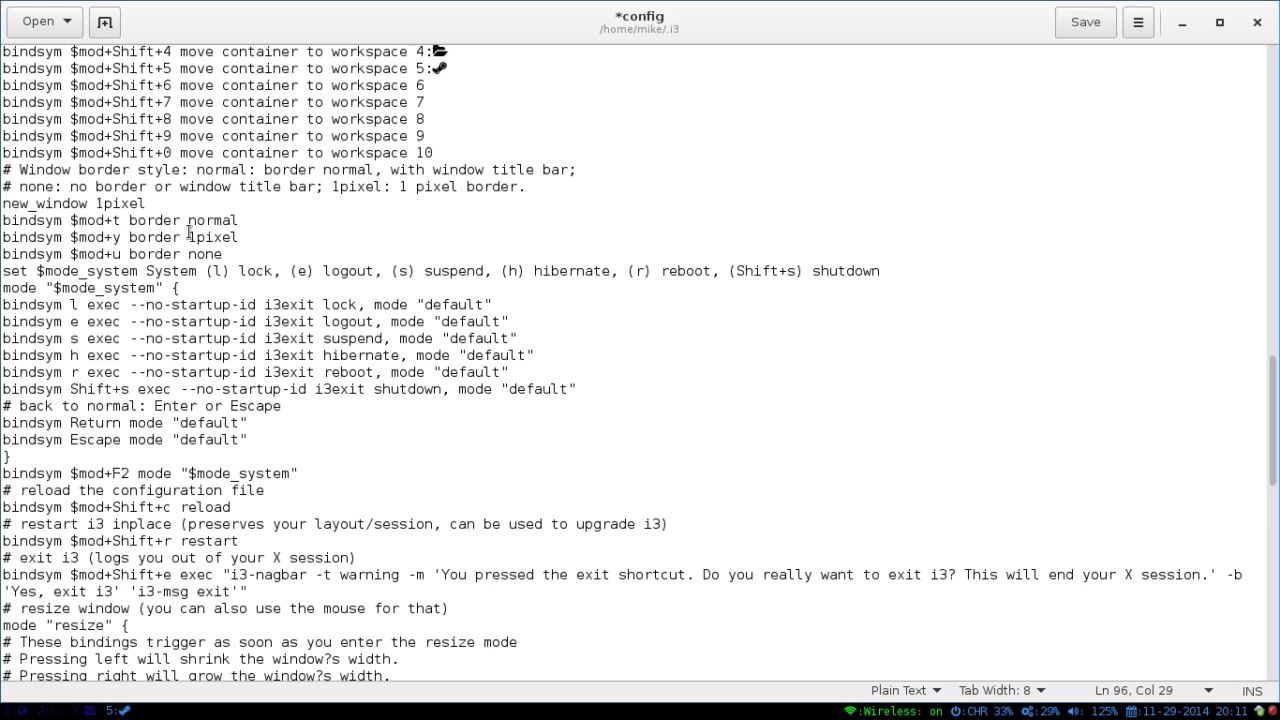 Open
*config
/home/mike/.i3
Save
bindsym $mod+Shift+4 move container to workspace 4:
bindsym $mod+Shift+5 move container to workspace 5:
bindsym $mod+Shift+6 move container to workspace 6
bindsym $mod+Shift+7 move container to workspace 7
bindsym $mod+Shift+8 move container to workspace 8
bindsym $mod+Shift+9 move container to workspace 9
bindsym $mod+Shift+0 move container to workspace 10
# Window border style: normal: border normal, with window title bar;
# none: no border or window title bar; 1pixel: 1 pixel border.
new_window 1pixel
bindsym $mod+t border normal
bindsym $mod+y border 1pixel
bindsym $mod+u border none
set $mode_system System (l) lock, (e) logout, (s) suspend, (h) hibernate, (r) reboot, (Shift+s) shutdown
mode "$mode_system" {
bindsym l exec --no-startup-id i3exit lock, mode "default"
bindsym e exec --no-startup-id i3exit logout, mode "default"
bindsym s exec --no-startup-id i3exit suspend, mode "default"
bindsym h exec --no-startup-id i3exit hibernate, mode "default"
bindsym r exec --no-startup-id i3exit reboot, mode "default"
bindsym Shift+s exec --no-startup-id i3exit shutdown, mode "default"
# back to normal: Enter or Escape
bindsym Return mode "default"
bindsym Escape mode "default"
}
bindsym $mod+F2 mode "$mode_system"
# reload the configuration file
bindsym $mod+Shift+c reload
# restart i3 inplace (preserves your layout/session, can be used to upgrade i3)
bindsym $mod+Shift+r restart
# exit i3 (logs you out of your X session)
bindsym $mod+Shift+e exec "i3-nagbar -t warning -m 'You pressed the exit shortcut. Do you really want to exit i3? This will end your X session.' -b
'Yes, exit i3' 'i3-msg exit'"
# resize window (you can also use the mouse for that)
mode "resize" {
# These bindings trigger as soon as you enter the resize mode
# Pressing left will shrink the window?s width.
# Pressing right will grow the window?s width.
Plain Text Tab Width: 8 Ln 96, Col 29 INS
1: 2: 3: 5: :Wireless: on :CHR 33% :29% : 125% :11-29-2014 20:11